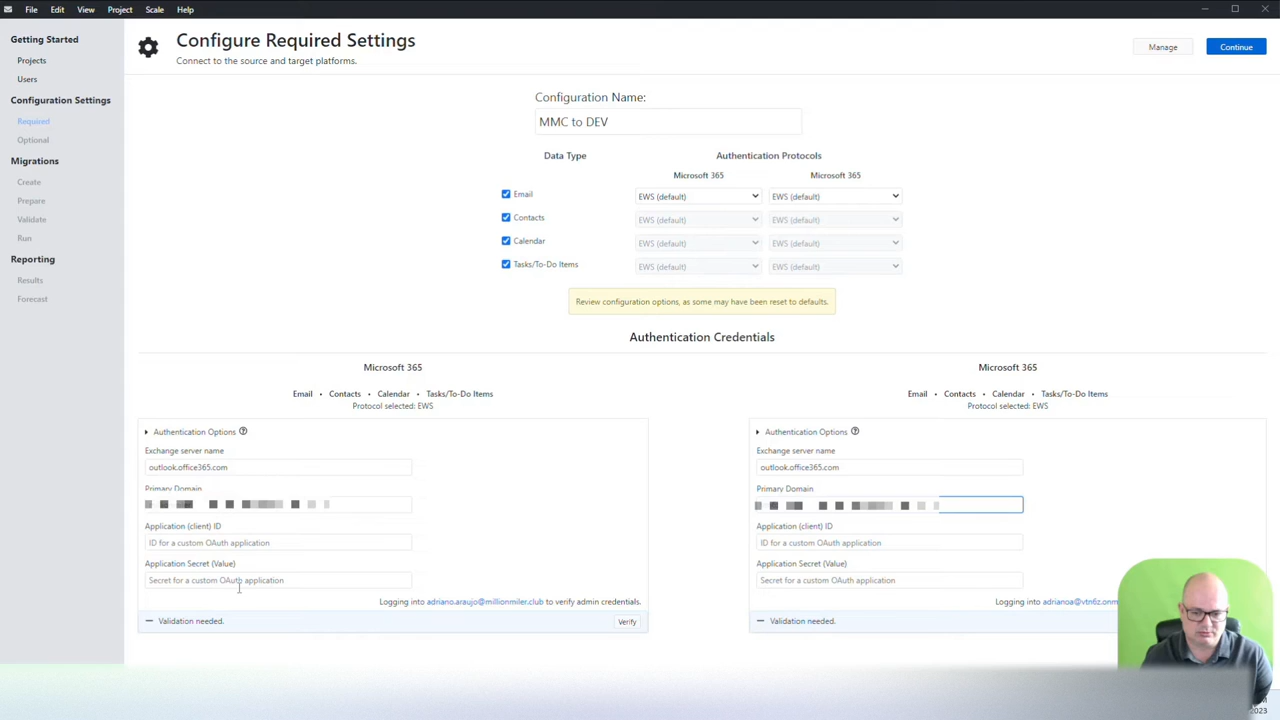 File Edit View Project Scale Help
Getting Started
Projects
Users
Configuration Settings
Required
Optional
Migrations
Create
Prepare
Validate
Run
Reporting
Results
Forecast
Configure Required Settings
Connect to the source and target platforms.
Manage
Continue
Configuration Name:
MMC to DEV
Data Type
Authentication Protocols
Microsoft 365
Microsoft 365
Email
EWS (default)
EWS (default)
Contacts
EWS (default)
EWS (default)
Calendar
EWS (default)
EWS (default)
Tasks/To-Do Items
EWS (default)
EWS (default)
Review configuration options, as some may have been reset to defaults.
Authentication Credentials
Microsoft 365
Email • Contacts • Calendar • Tasks/To-Do Items
Protocol selected: EWS
Authentication Options
Exchange server name
outlook.office365.com
Primary Domain
Application (client) ID
ID for a custom OAuth application
Application Secret (Value)
Secret for a custom OAuth application
Logging into adriano.araujo@millionmiler.club to verify admin credentials.
Validation needed.
Verify
Microsoft 365
Email • Contacts • Calendar • Tasks/To-Do Items
Protocol selected: EWS
Authentication Options
Exchange server name
outlook.office365.com
Primary Domain
Application (client) ID
ID for a custom OAuth application
Application Secret (Value)
Secret for a custom OAuth application
Logging into
Validation needed.
2023